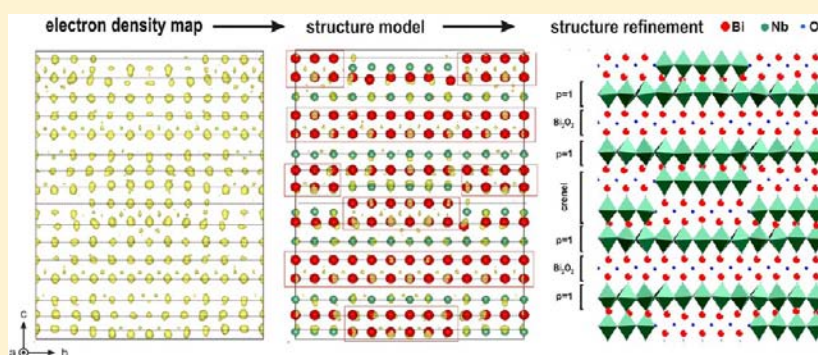 electron density map
structure model
structure refinement
Bi Nb O
p=1
Bi₂O₂
p=1
crenel
p=1
Bi₂O₂
p=1
c
a b